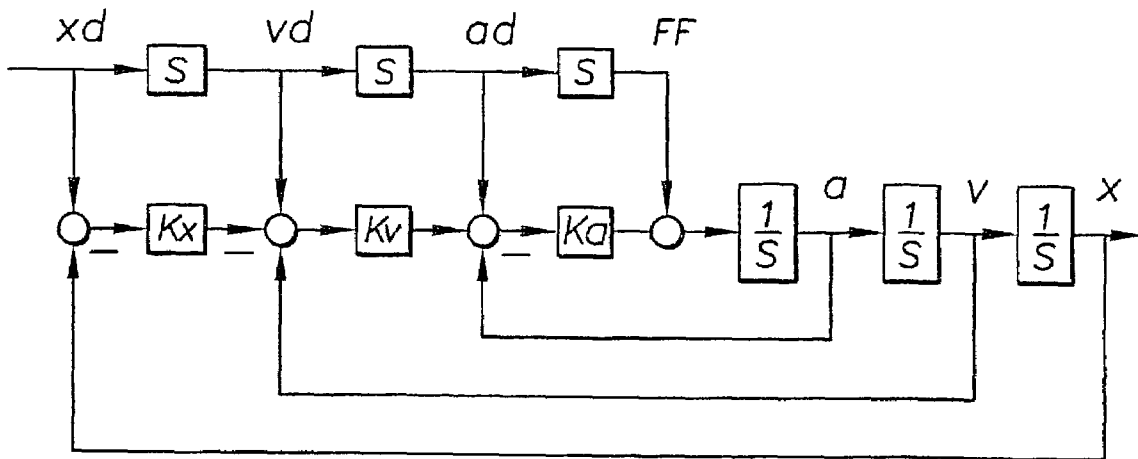 xd vd ad FF
S S S
a v x
Kx Kv Ka 1/S 1/S 1/S
− − −